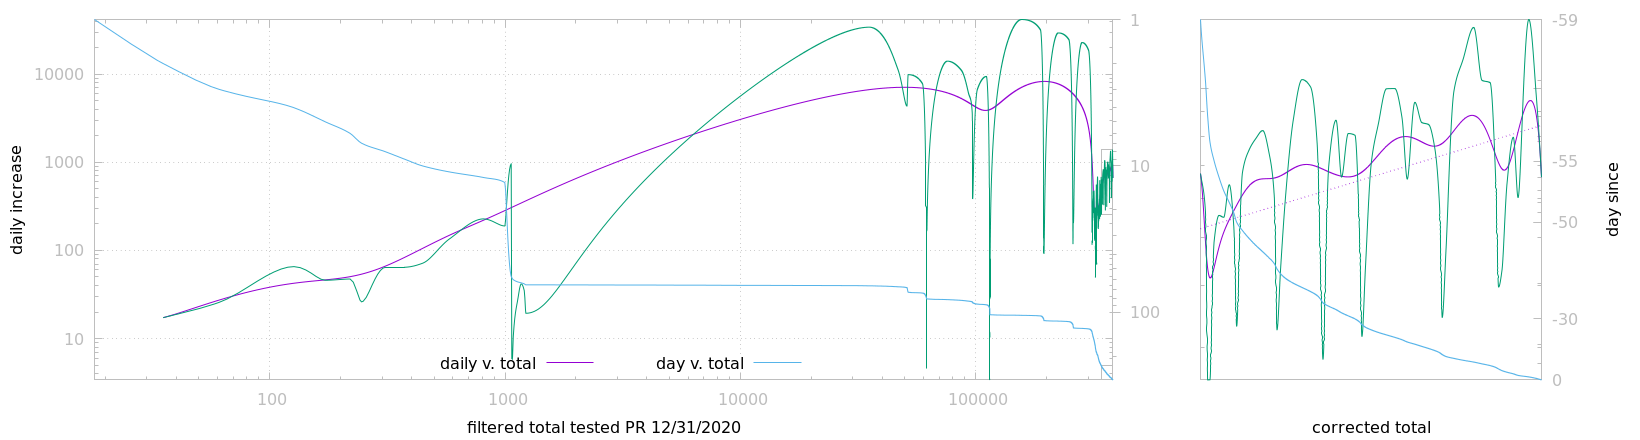 daily increase
10000
1000
100
10
daily v. total
day v. total
100
1000
10000
100000
filtered total tested PR 12/31/2020
1
10
100
-59
-55
-50
-30
0
day since
corrected total